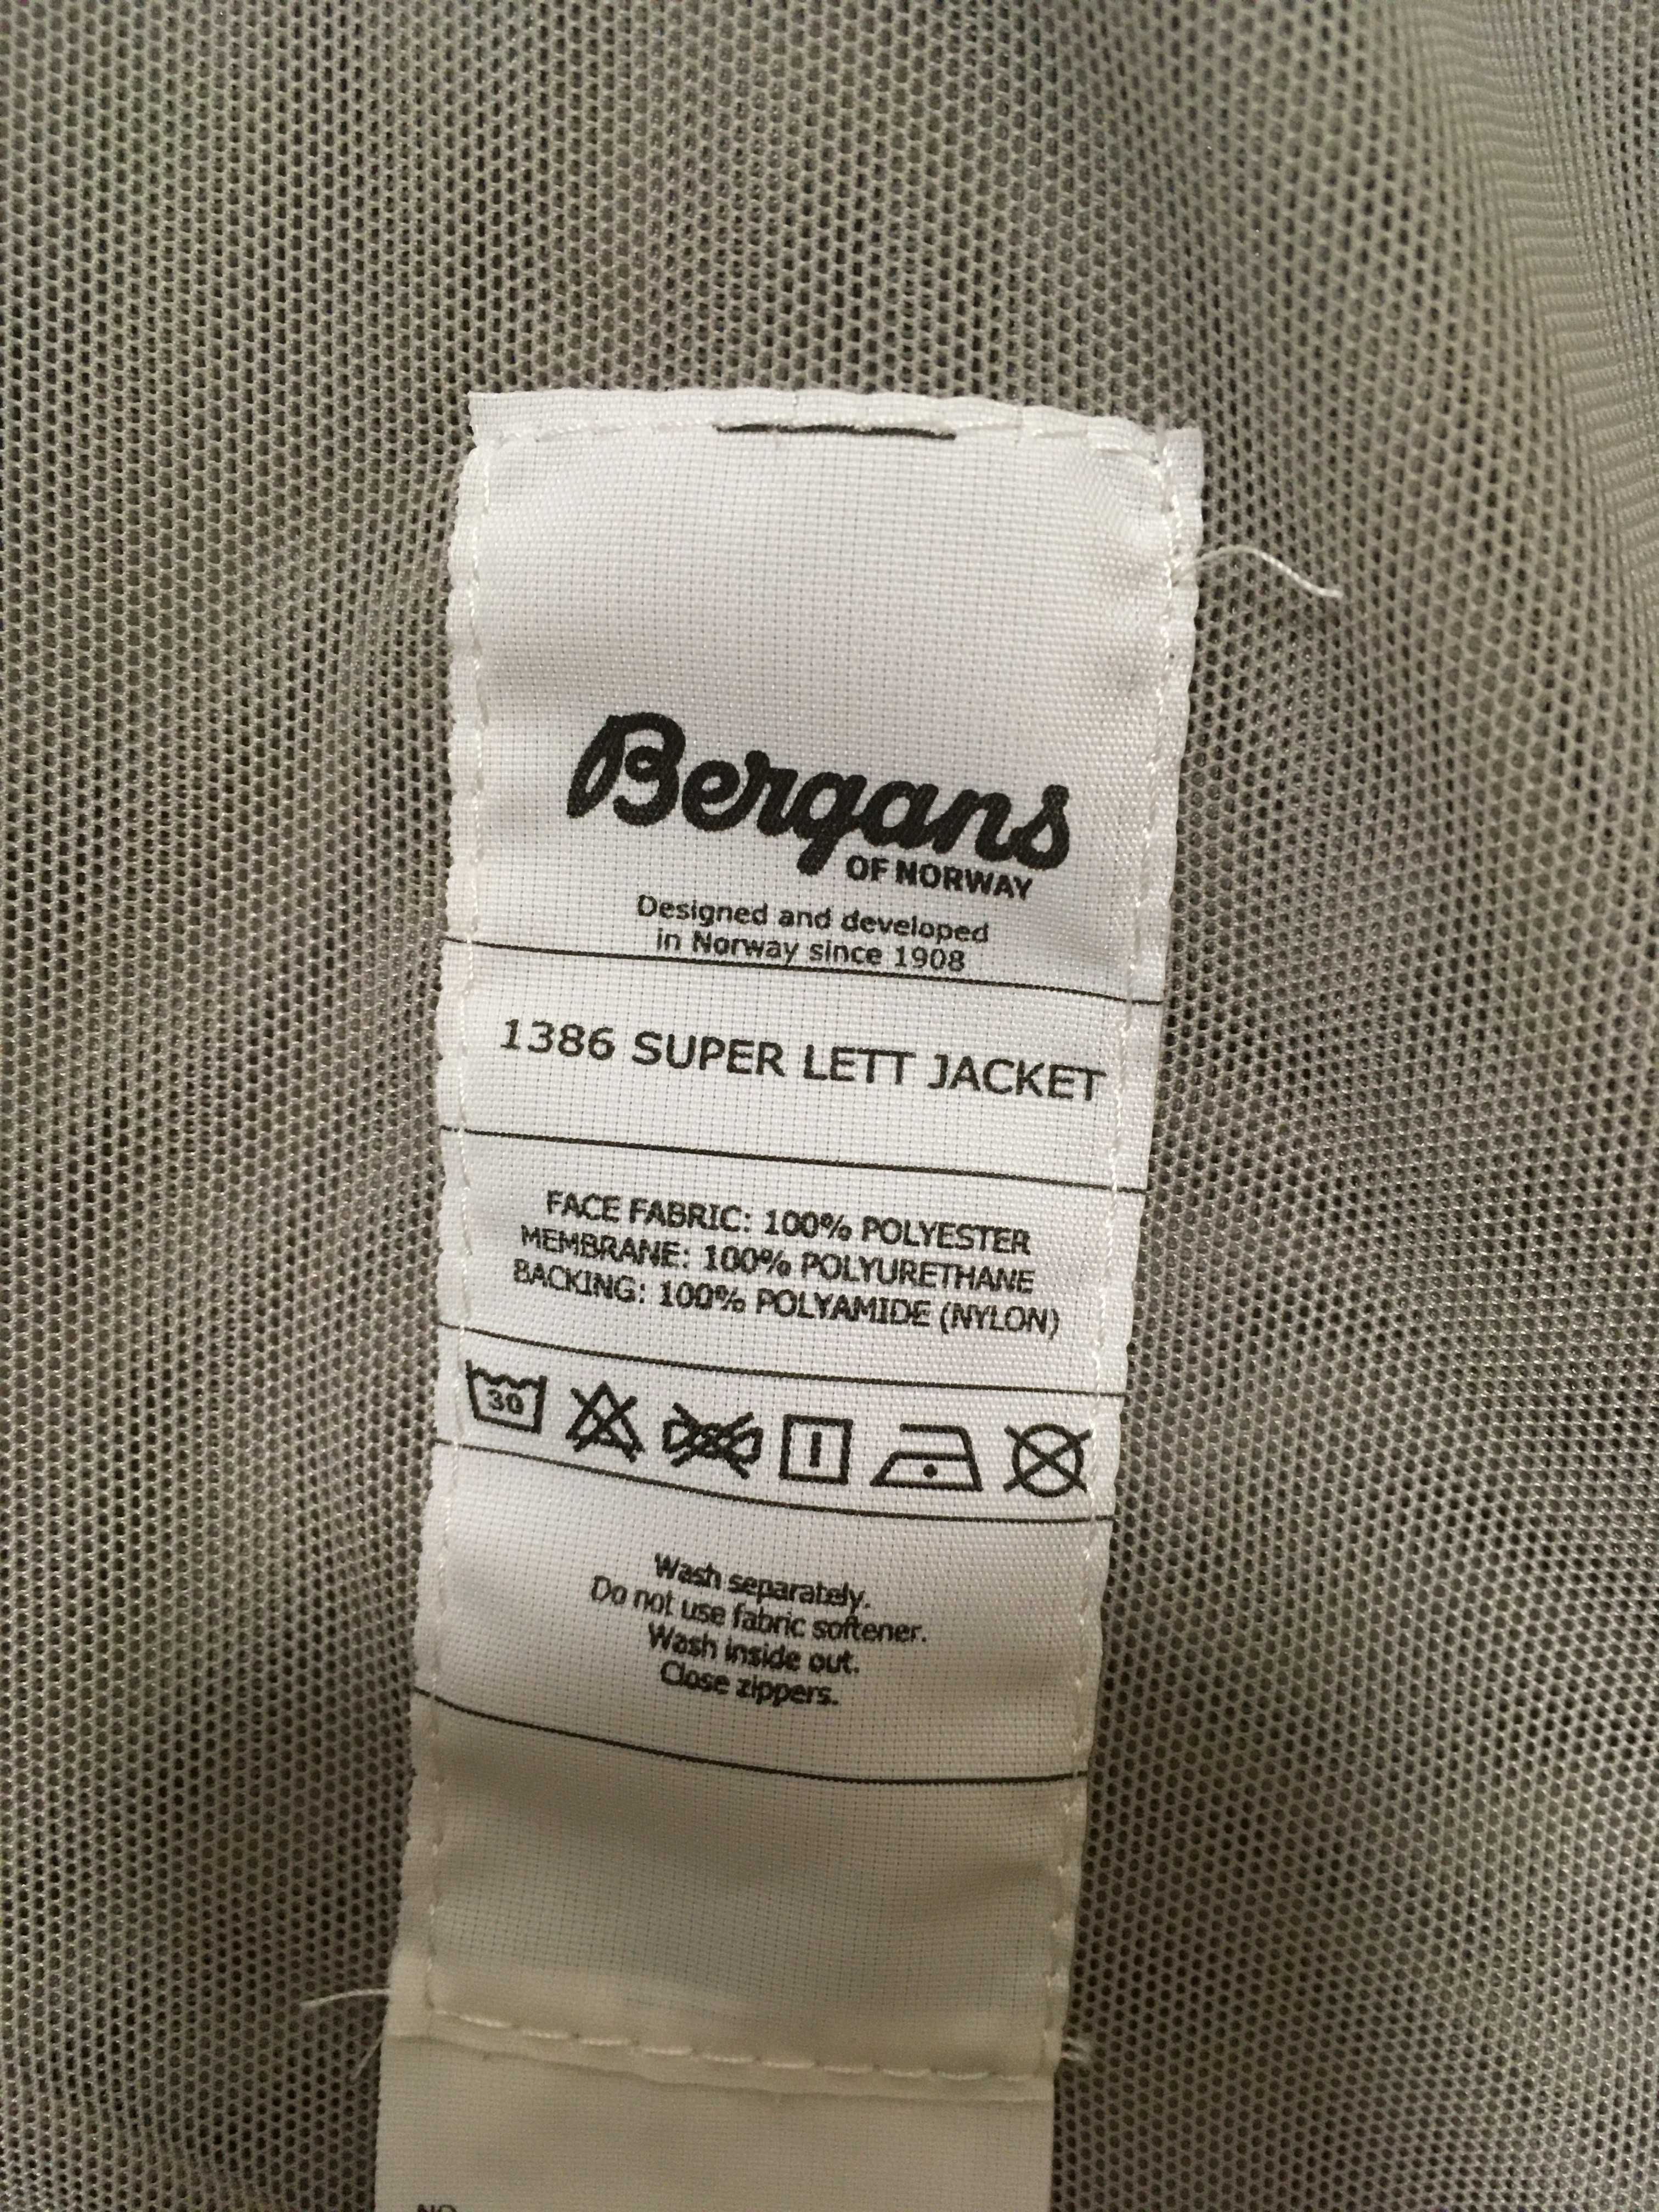 Bergans
OF NORWAY
Designed and developed
in Norway since 1908
1386 SUPER LETT JACKET
FACE FABRIC: 100% POLYESTER
MEMBRANE: 100% POLYURETHANE
BACKING: 100% POLYAMIDE (NYLON)
30
Wash separately.
Do not use fabric softener.
Wash inside out.
Close zippers.